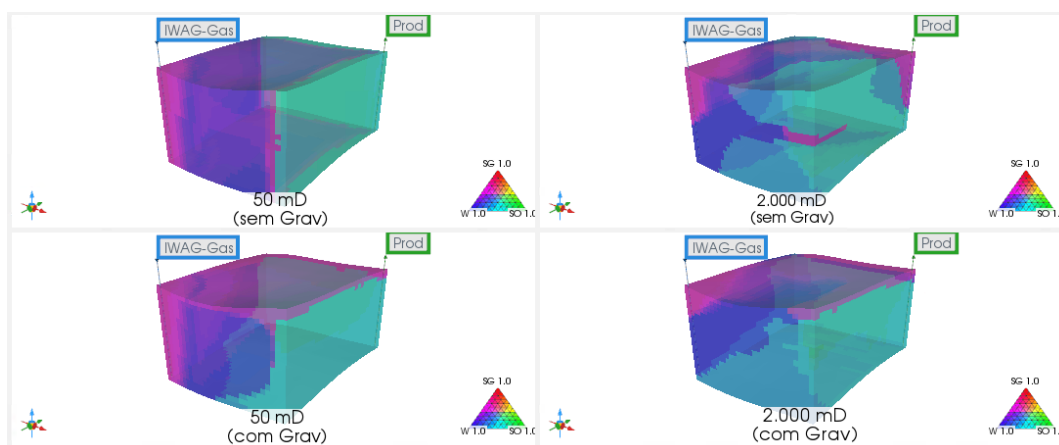 IWAG-Gas
Prod
SG 1.0
W 1.0 SO 1.0
50 mD
(sem Grav)
IWAG-Gas
Prod
SG 1.0
W 1.0 SO 1.0
2.000 mD
(sem Grav)
IWAG-Gas
Prod
SG 1.0
W 1.0 SO 1.0
50 mD
(com Grav)
IWAG-Gas
Prod
SG 1.0
W 1.0 SO 1.0
2.000 mD
(com Grav)